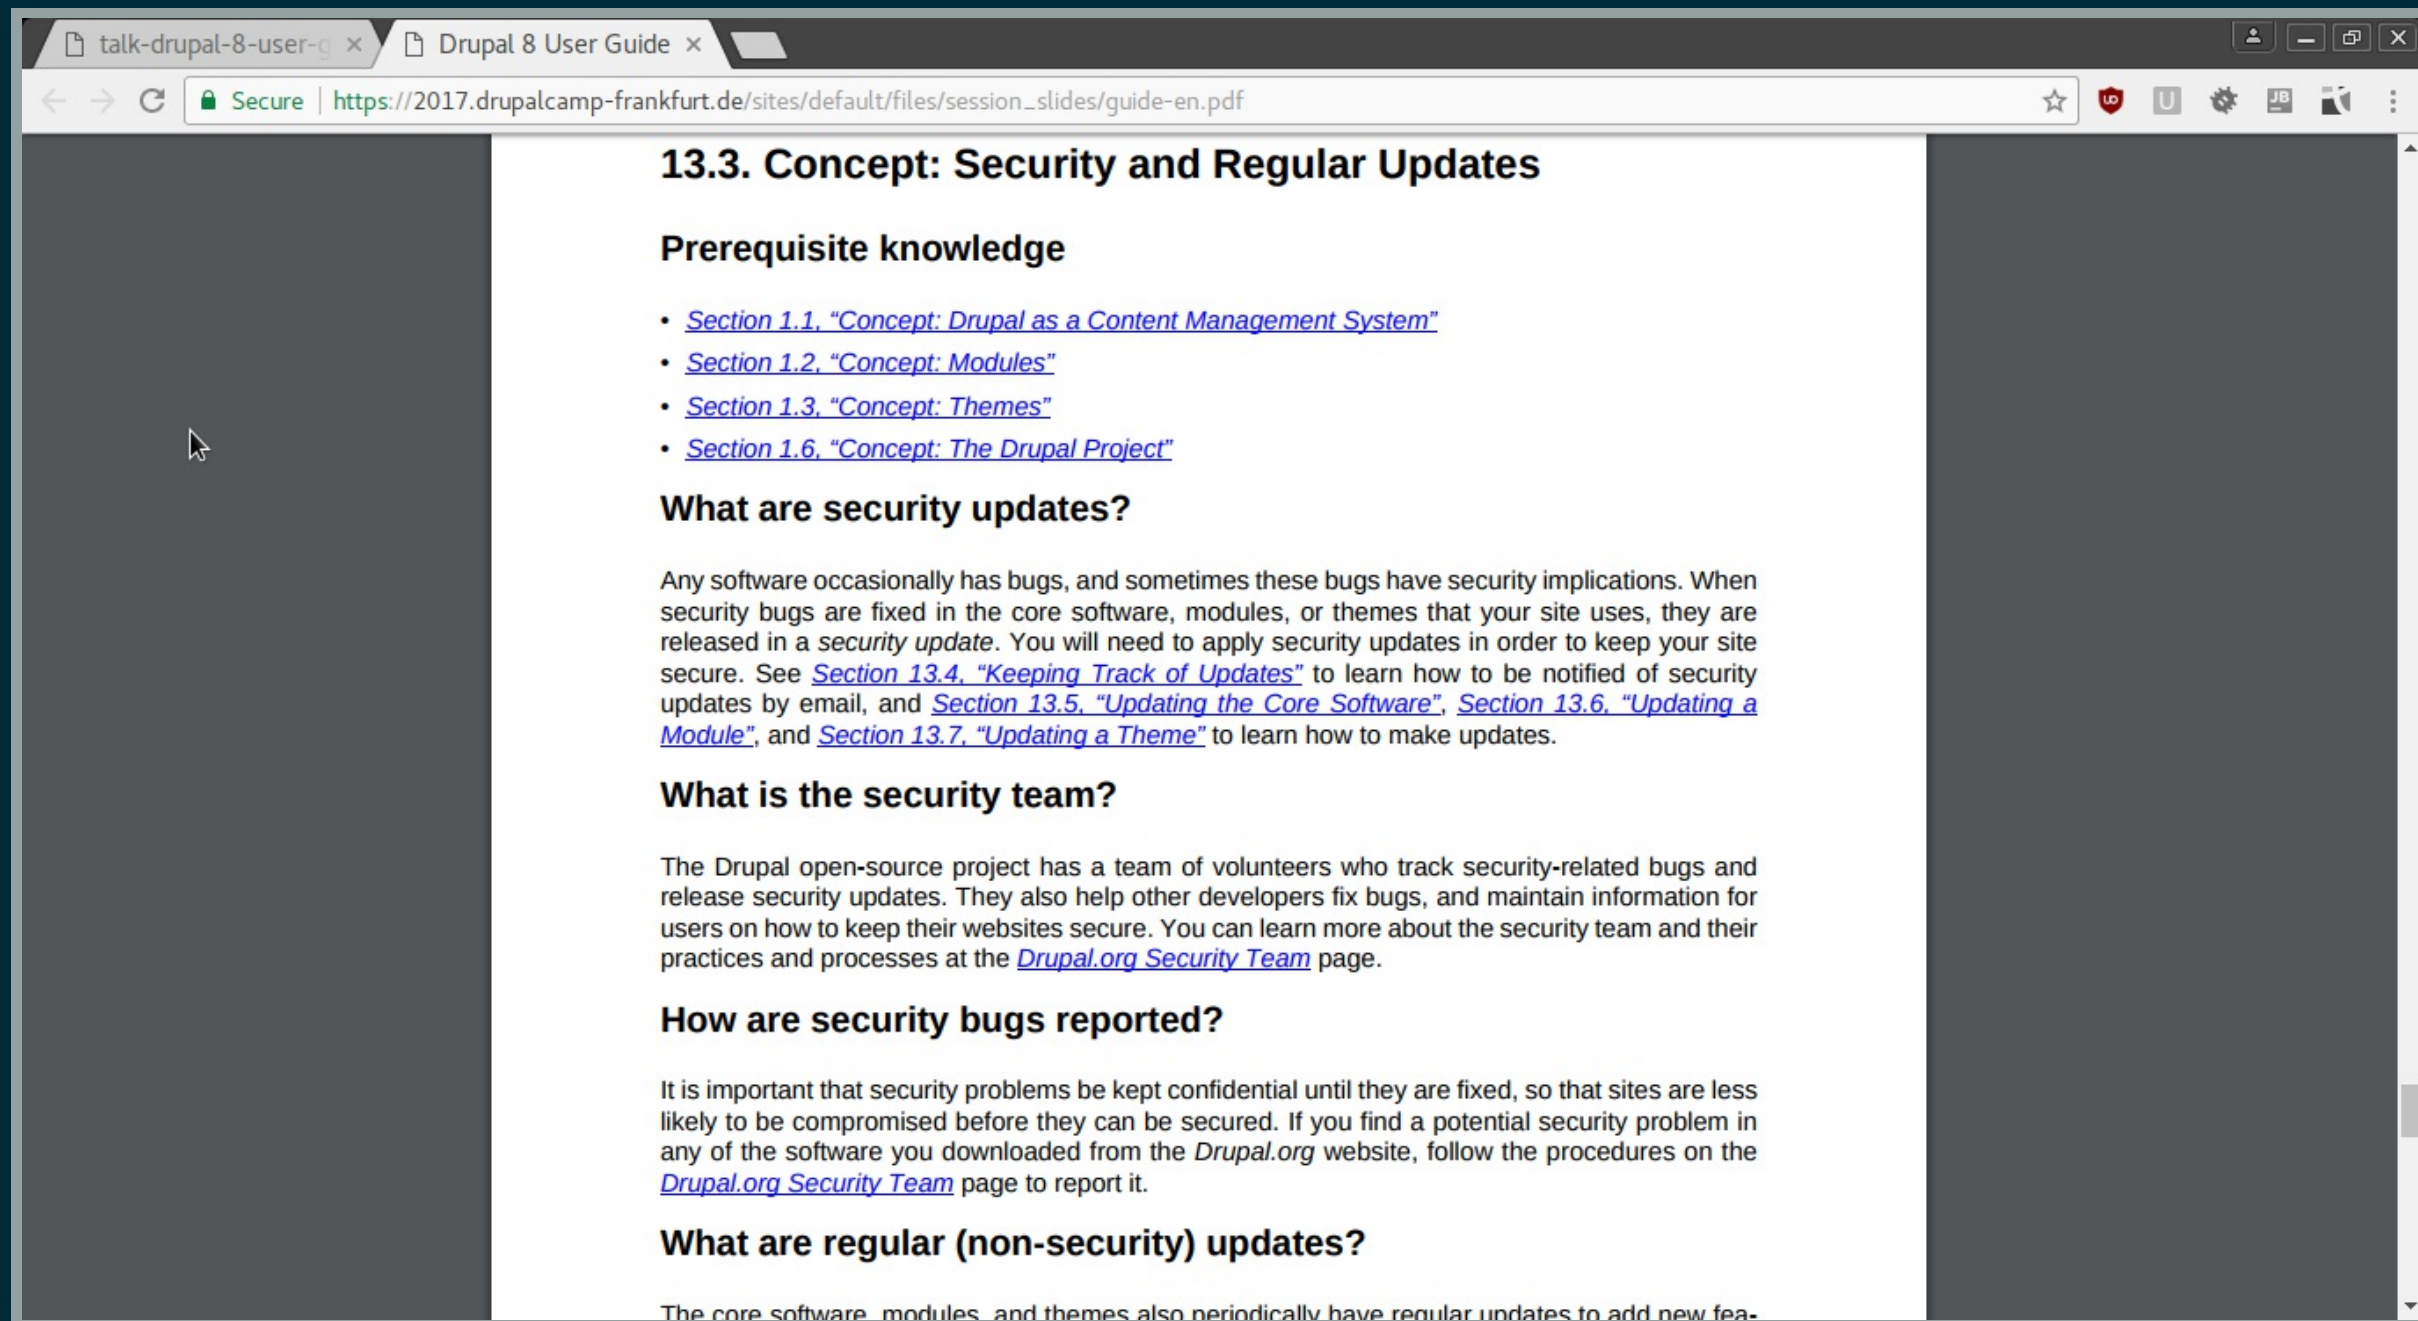 talk-drupal-8-user-g
Drupal 8 User Guide
Secure https://2017.drupalcamp-frankfurt.de/sites/default/files/session_slides/guide-en.pdf
13.3. Concept: Security and Regular Updates
Prerequisite knowledge
• Section 1.1, “Concept: Drupal as a Content Management System”
• Section 1.2, “Concept: Modules”
• Section 1.3, “Concept: Themes”
• Section 1.6, “Concept: The Drupal Project”
What are security updates?
Any software occasionally has bugs, and sometimes these bugs have security implications. When
security bugs are fixed in the core software, modules, or themes that your site uses, they are
released in a security update. You will need to apply security updates in order to keep your site
secure. See Section 13.4, “Keeping Track of Updates” to learn how to be notified of security
updates by email, and Section 13.5, “Updating the Core Software”, Section 13.6, “Updating a
Module”, and Section 13.7, “Updating a Theme” to learn how to make updates.
What is the security team?
The Drupal open-source project has a team of volunteers who track security-related bugs and
release security updates. They also help other developers fix bugs, and maintain information for
users on how to keep their websites secure. You can learn more about the security team and their
practices and processes at the Drupal.org Security Team page.
How are security bugs reported?
It is important that security problems be kept confidential until they are fixed, so that sites are less
likely to be compromised before they can be secured. If you find a potential security problem in
any of the software you downloaded from the Drupal.org website, follow the procedures on the
Drupal.org Security Team page to report it.
What are regular (non-security) updates?
The core software, modules, and themes also periodically have regular updates to add new fea-